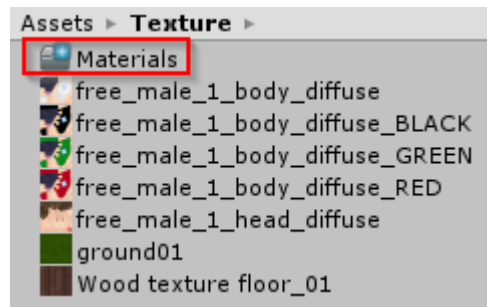 Assets ▸ Texture ▸
Materials
free_male_1_body_diffuse
free_male_1_body_diffuse_BLACK
free_male_1_body_diffuse_GREEN
free_male_1_body_diffuse_RED
free_male_1_head_diffuse
ground01
Wood texture floor_01